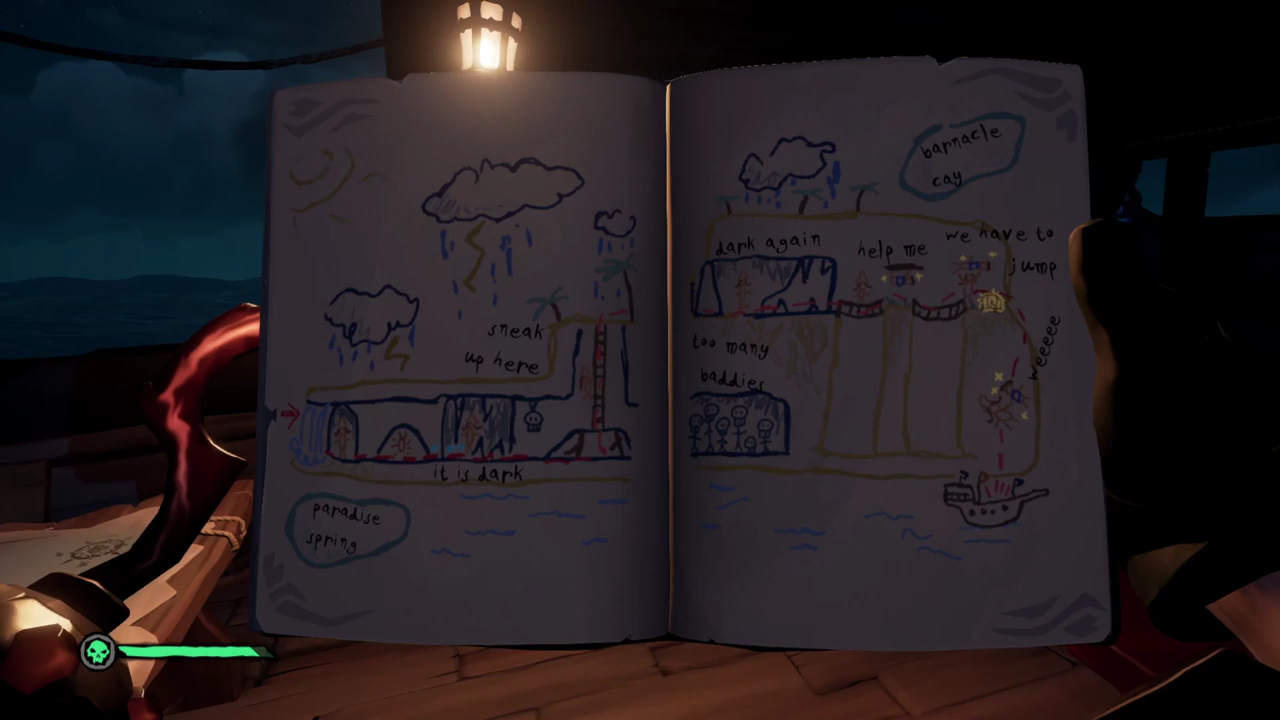 sneak
up here
it is dark
paradise
spring
barnacle
cay
dark again
help me
we have to
jump
weeeee
too many
baddies